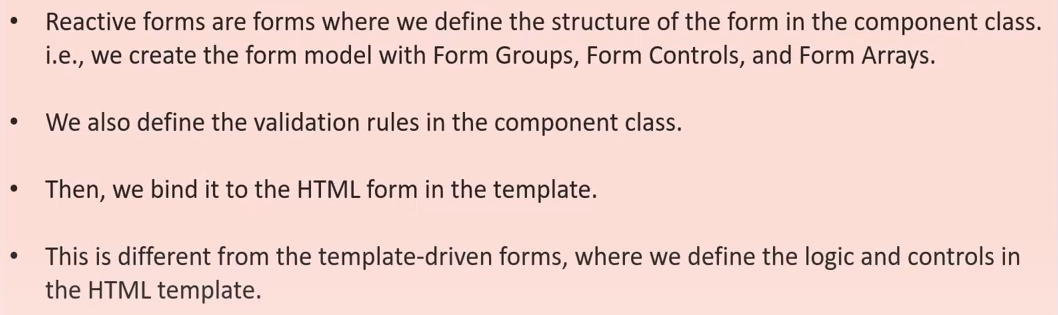 • Reactive forms are forms where we define the structure of the form in the component class.
i.e., we create the form model with Form Groups, Form Controls, and Form Arrays.
• We also define the validation rules in the component class.
• Then, we bind it to the HTML form in the template.
• This is different from the template-driven forms, where we define the logic and controls in
the HTML template.